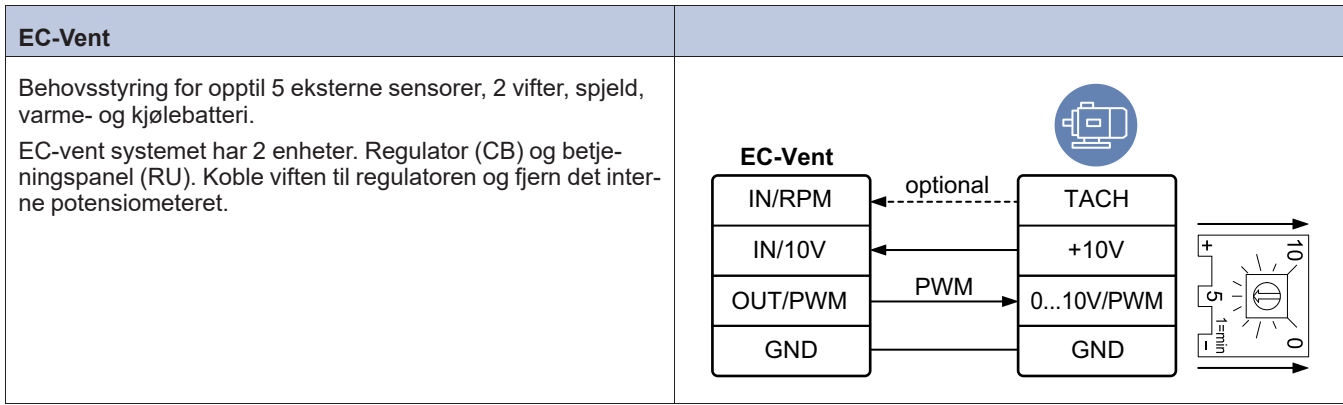 EC-Vent
Behovsstyring for opptil 5 eksterne sensorer, 2 vifter, spjeld,
varme- og kjølebatteri.
EC-vent systemet har 2 enheter. Regulator (CB) og betje-
ningspanel (RU). Koble viften til regulatoren og fjern det inter-
ne potensiometeret.
EC-Vent
IN/RPM
optional
TACH
IN/10V
+10V
OUT/PWM
PWM
0...10V/PWM
GND
GND
+
10
5
1=min
-
0